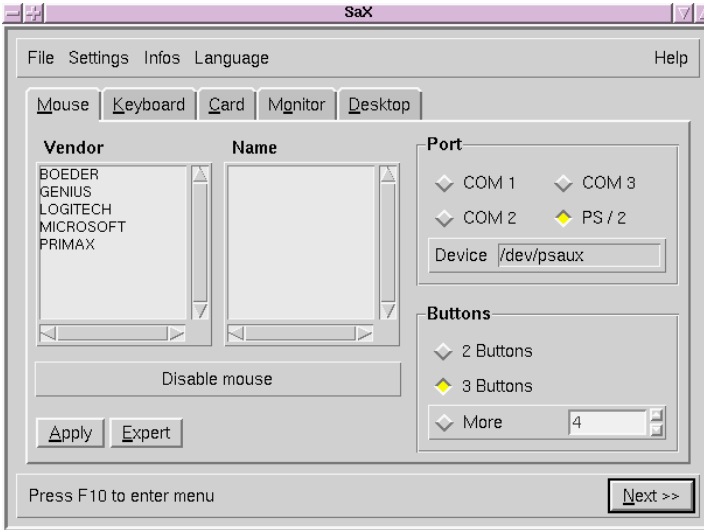 SaX
File Settings Infos Language Help
Mouse Keyboard Card Monitor Desktop
Vendor
BOEDER
GENIUS
LOGITECH
MICROSOFT
PRIMAX
Name
Port
COM 1 COM 3
COM 2 PS / 2
Device /dev/psaux
Buttons
2 Buttons
3 Buttons
More 4
Disable mouse
Apply Expert
Press F10 to enter menu
Next >>